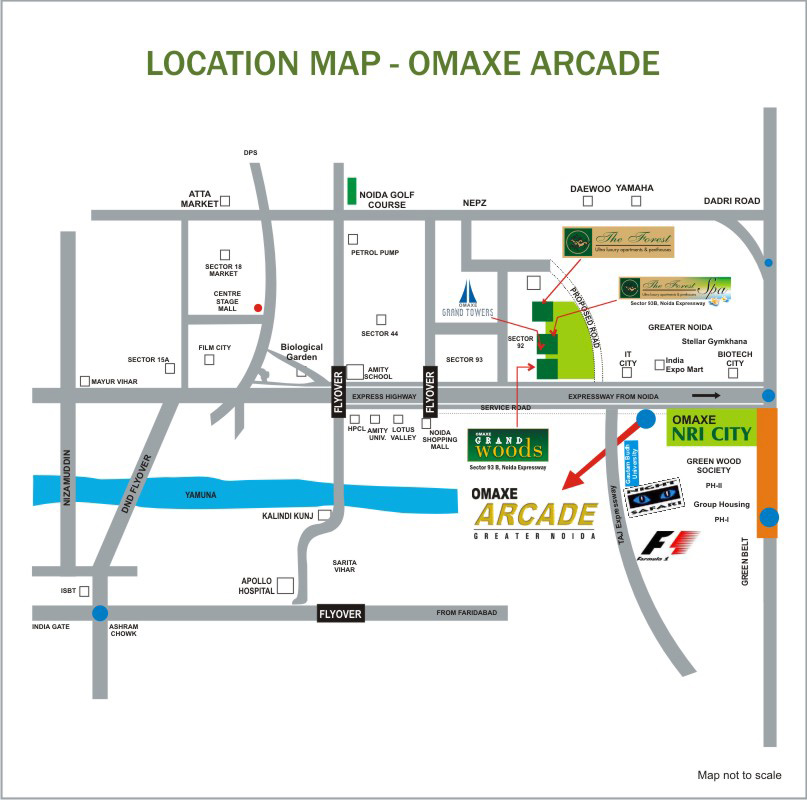 LOCATION MAP - OMAXE ARCADE
DPS
ATTA
MARKET
NOIDA GOLF
COURSE
NEPZ
DAEWOO
YAMAHA
DADRI ROAD
PETROL PUMP
The Forest
Ultra luxury apartments & penthouses
SECTOR 18
MARKET
The Forest
Spa
Ultra luxury apartments & penthouses
Sector 93B, Noida Expressway
CENTRE
STAGE
MALL
OMAXE
GRAND TOWERS
PROPOSED ROAD
SECTOR 44
GREATER NOIDA
Stellar Gymkhana
SECTOR
92
FILM CITY
Biological
Garden
SECTOR 15A
SECTOR 93
IT
CITY
India
Expo Mart
BIOTECH
CITY
AMITY
SCHOOL
MAYUR VIHAR
FLYOVER
FLYOVER
EXPRESS HIGHWAY
EXPRESSWAY FROM NOIDA
SERVICE ROAD
HPCL
AMITY
UNIV.
LOTUS
VALLEY
NOIDA
SHOPPING
MALL
OMAXE
NRI CITY
OMAXE
GRAND
woods
Sector 93 B, Noida Expressway
Gautam Budh
University
GREEN WOOD
SOCIETY
PH-II
Group Housing
PH-I
NIZAMUDDIN
DND FLYOVER
YAMUNA
OMAXE
ARCADE
GREATER NOIDA
NIGHT
SAFARI
TAJ Expressway
KALINDI KUNJ
F1
Formula 1
GREEN BELT
SARITA
VIHAR
APOLLO
HOSPITAL
ISBT
FLYOVER
FROM FARIDABAD
INDIA GATE
ASHRAM
CHOWK
Map not to scale